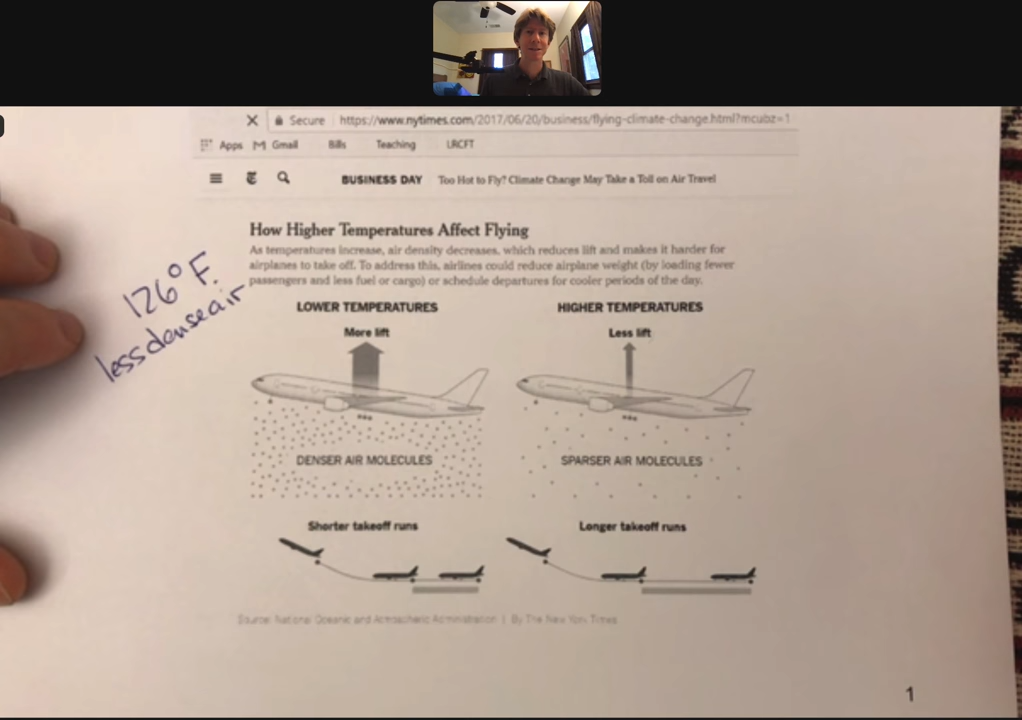 Secure https://www.nytimes.com/2017/06/20/business/flying-climate-change.html?mcubz=1
Apps Gmail Bills Teaching LRCFT
BUSINESS DAY Too Hot to Fly? Climate Change May Take a Toll on Air Travel
How Higher Temperatures Affect Flying
As temperatures increase, air density decreases, which reduces lift and makes it harder for
airplanes to take off. To address this, airlines could reduce airplane weight (by loading fewer
passengers and less fuel or cargo) or schedule departures for cooler periods of the day.
126° F.
less dense air
LOWER TEMPERATURES HIGHER TEMPERATURES
More lift Less lift
DENSER AIR MOLECULES SPARSER AIR MOLECULES
Shorter takeoff runs Longer takeoff runs
Source: National Oceanic and Atmospheric Administration | By The New York Times
1